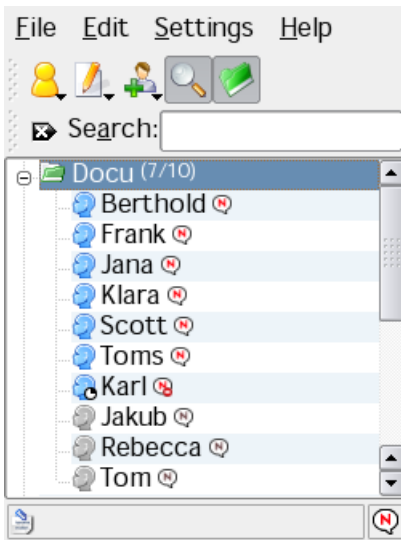 File Edit Settings Help
Search:
Docu (7/10)
Berthold N
Frank N
Jana N
Klara N
Scott N
Toms N
Karl N
Jakub N
Rebecca N
Tom N
N